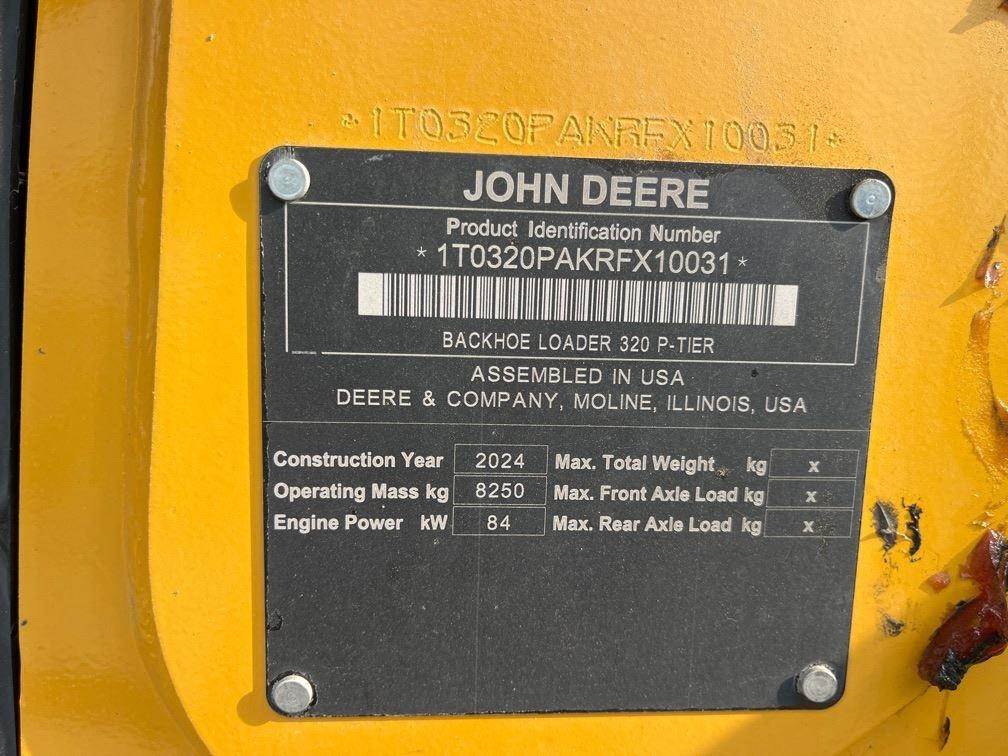 *1T0320PAKRFX10031*
JOHN DEERE
Product Identification Number
*1T0320PAKRFX10031*
BACKHOE LOADER 320 P-TIER
ASSEMBLED IN USA
DEERE & COMPANY, MOLINE, ILLINOIS, USA
Construction Year 2024 Max. Total Weight kg x
Operating Mass kg 8250 Max. Front Axle Load kg x
Engine Power kW 84 Max. Rear Axle Load kg x